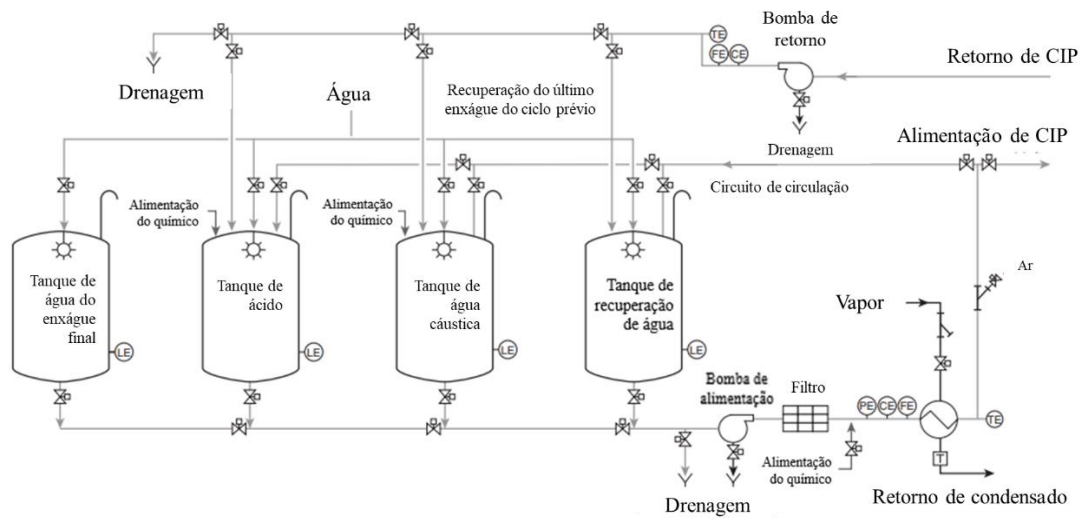 Bomba de
retorno
TE
FE
CE
Retorno de CIP
Drenagem
Água
Recuperação do último
enxágue do ciclo prévio
Drenagem
Alimentação de CIP
Circuito de circulação
Alimentação
do químico
Alimentação
do químico
Tanque de
água do
enxágue
final
Tanque de
ácido
Tanque de
água
cáustica
Tanque de
recuperação
de água
LE
LE
LE
LE
Ar
Vapor
Bomba de
alimentação
Filtro
PE
CE
FE
TE
Alimentação
do químico
T
Drenagem
Retorno de condensado